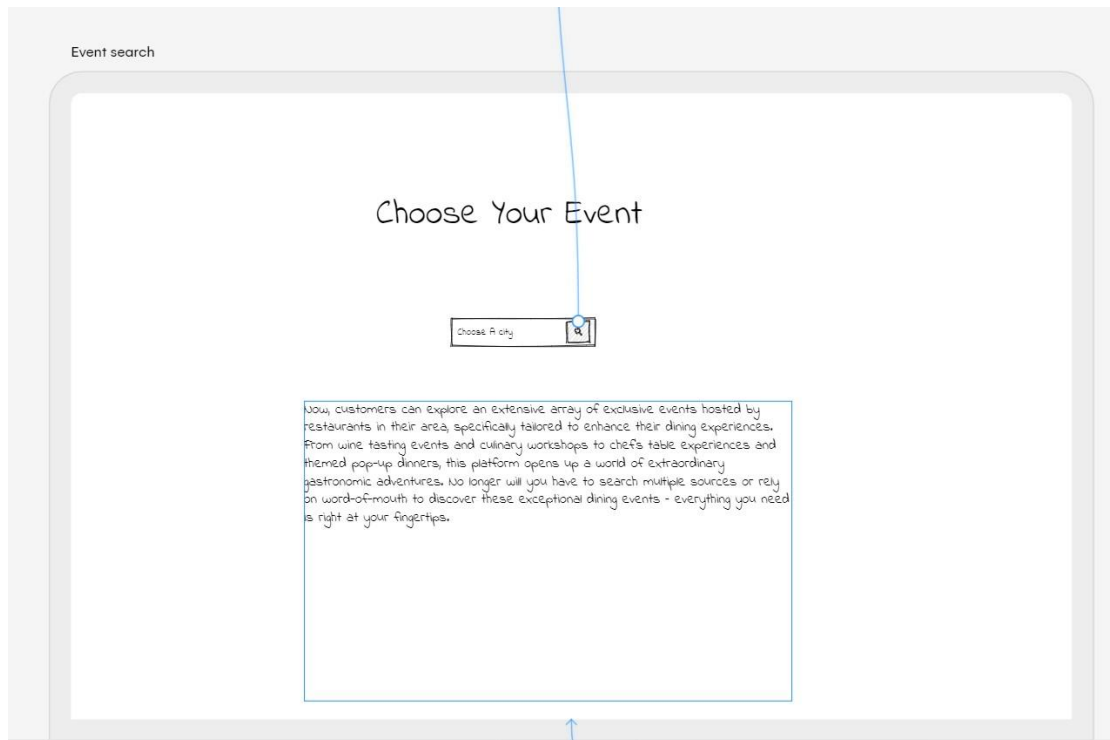 Event search
Choose Your Event
Choose A city
Now, customers can explore an extensive array of exclusive events hosted by
restaurants in their area, specifically tailored to enhance their dining experiences.
From wine tasting events and culinary workshops to chef's table experiences and
themed pop-up dinners, this platform opens up a world of extraordinary
gastronomic adventures. No longer will you have to search multiple sources or rely
on word-of-mouth to discover these exceptional dining events - everything you need
is right at your fingertips.